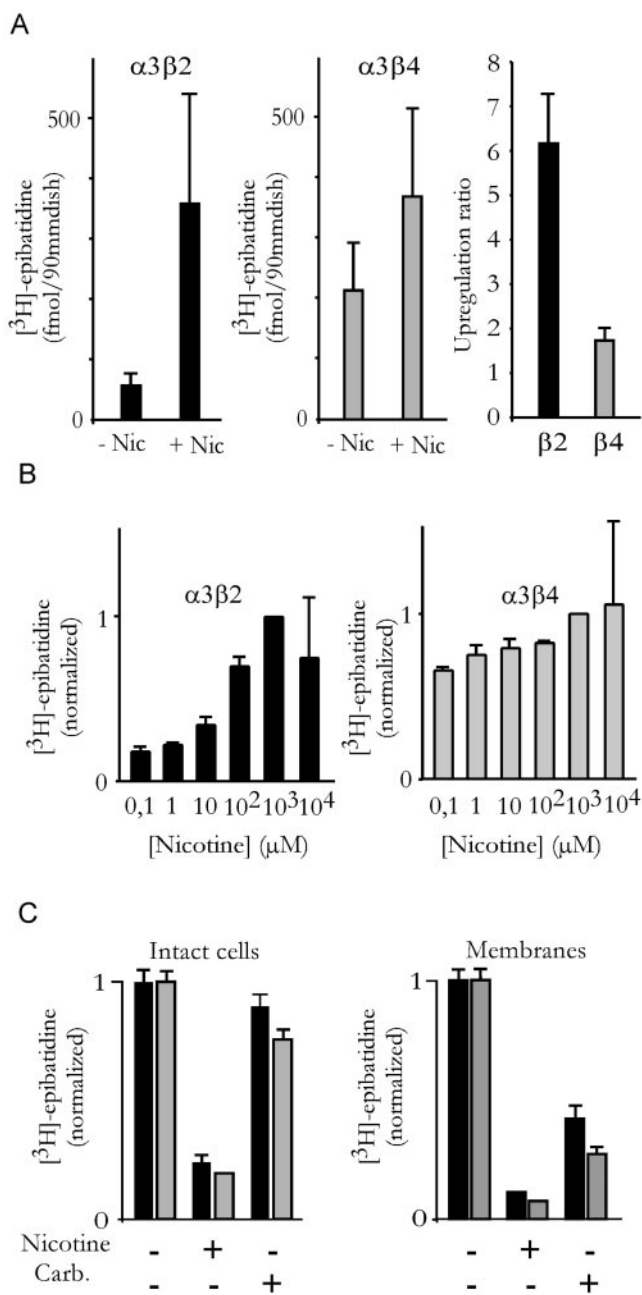 A
α3β2
[³H]-epibatidine
(fmol/90mmdish)
500
0
- Nic + Nic
α3β4
[³H]-epibatidine
(fmol/90mmdish)
500
0
- Nic + Nic
Upregulation ratio
8
7
6
5
4
3
2
1
0
β2 β4
B
α3β2
[³H]-epibatidine
(normalized)
1
0
0,1 1 10 10² 10³ 10⁴
[Nicotine] (μM)
α3β4
[³H]-epibatidine
(normalized)
1
0
0,1 1 10 10² 10³ 10⁴
[Nicotine] (μM)
C
Intact cells
[³H]-epibatidine
(normalized)
1
0
Membranes
[³H]-epibatidine
(normalized)
1
0
Nicotine - + - - + -
Carb. - - + - - +